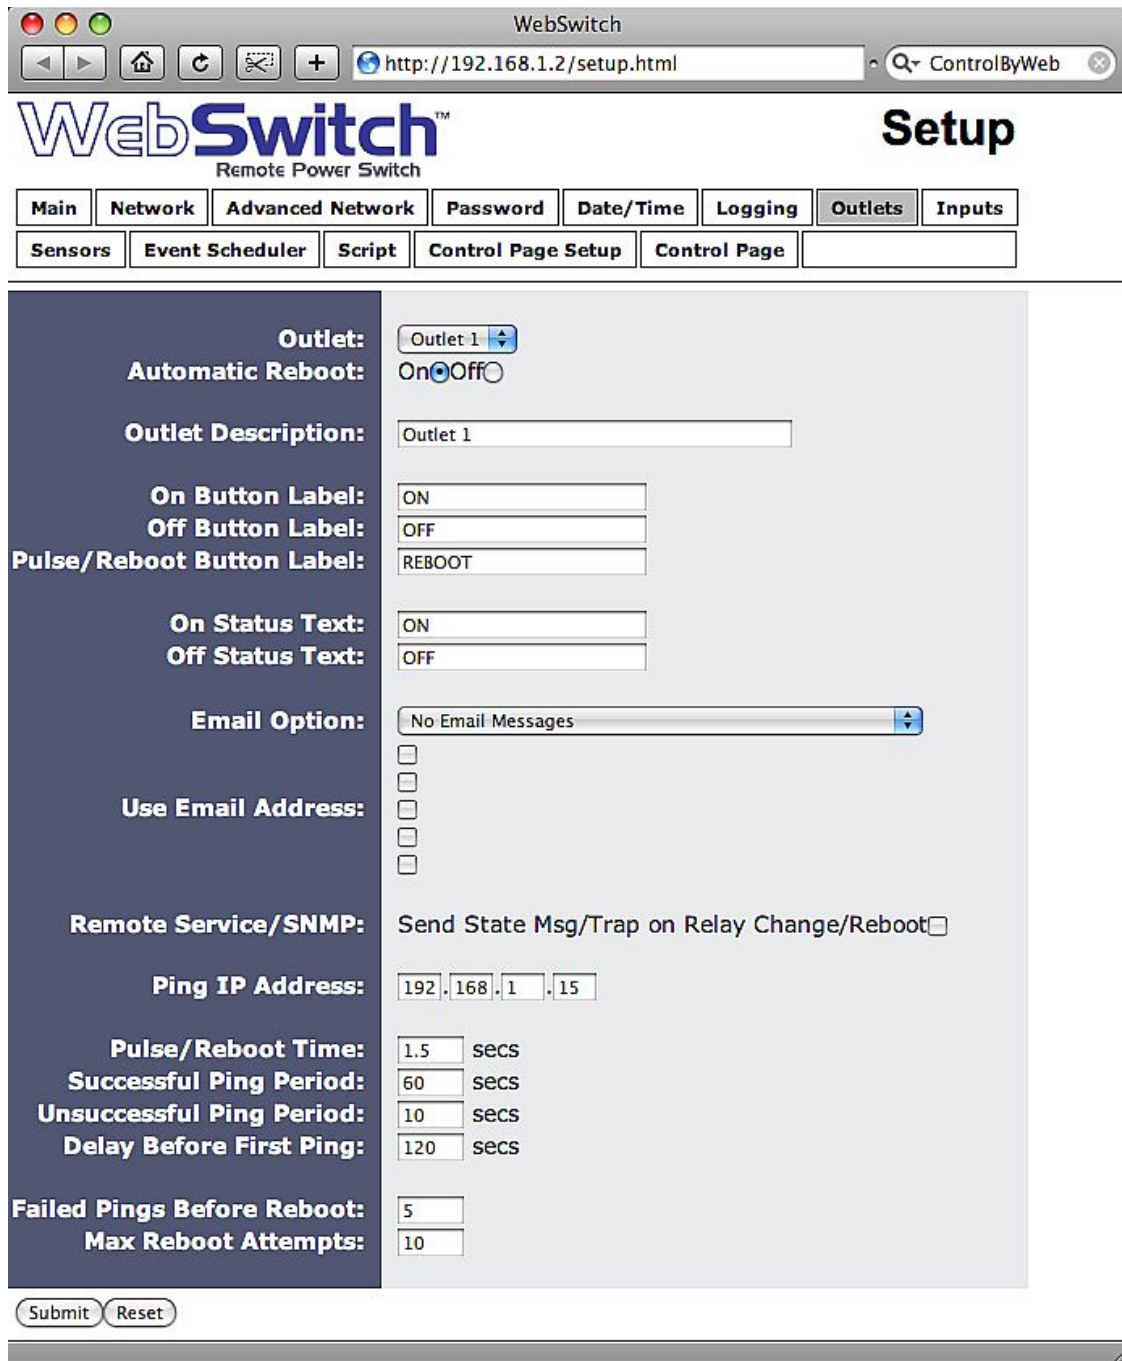 WebSwitch
http://192.168.1.2/setup.html
ControlByWeb
WebSwitch™
Remote Power Switch
Setup
Main Network Advanced Network Password Date/Time Logging Outlets Inputs
Sensors Event Scheduler Script Control Page Setup Control Page
Outlet: Outlet 1
Automatic Reboot: On Off
Outlet Description: Outlet 1
On Button Label: ON
Off Button Label: OFF
Pulse/Reboot Button Label: REBOOT
On Status Text: ON
Off Status Text: OFF
Email Option: No Email Messages
Use Email Address:
Remote Service/SNMP: Send State Msg/Trap on Relay Change/Reboot
Ping IP Address: 192.168.1.15
Pulse/Reboot Time: 1.5 secs
Successful Ping Period: 60 secs
Unsuccessful Ping Period: 10 secs
Delay Before First Ping: 120 secs
Failed Pings Before Reboot: 5
Max Reboot Attempts: 10
Submit Reset